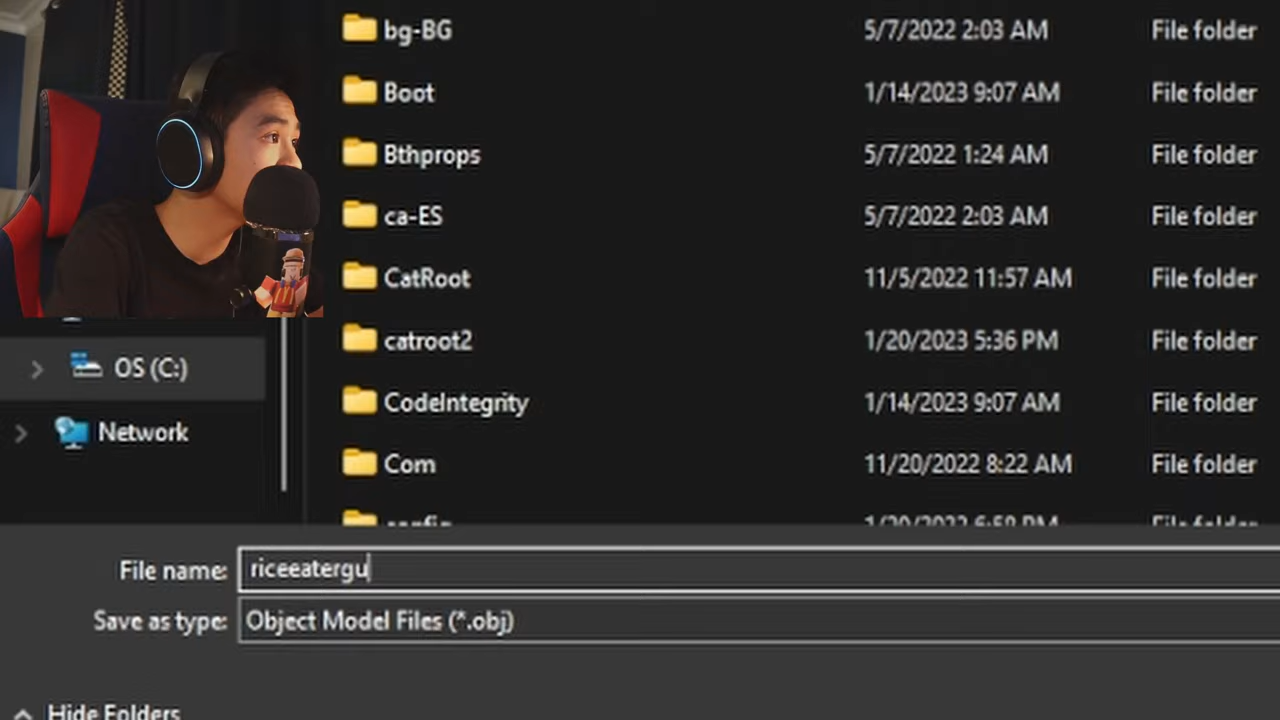 bg-BG 5/7/2022 2:03 AM File folder
Boot 1/14/2023 9:07 AM File folder
Bthprops 5/7/2022 1:24 AM File folder
ca-ES 5/7/2022 2:03 AM File folder
CatRoot 11/5/2022 11:57 AM File folder
catroot2 1/20/2023 5:36 PM File folder
CodeIntegrity 1/14/2023 9:07 AM File folder
Com 11/20/2022 8:22 AM File folder
config File folder
OS (C:)
Network
File name: riceeatergu
Save as type: Object Model Files (*.obj)
Hide Folders